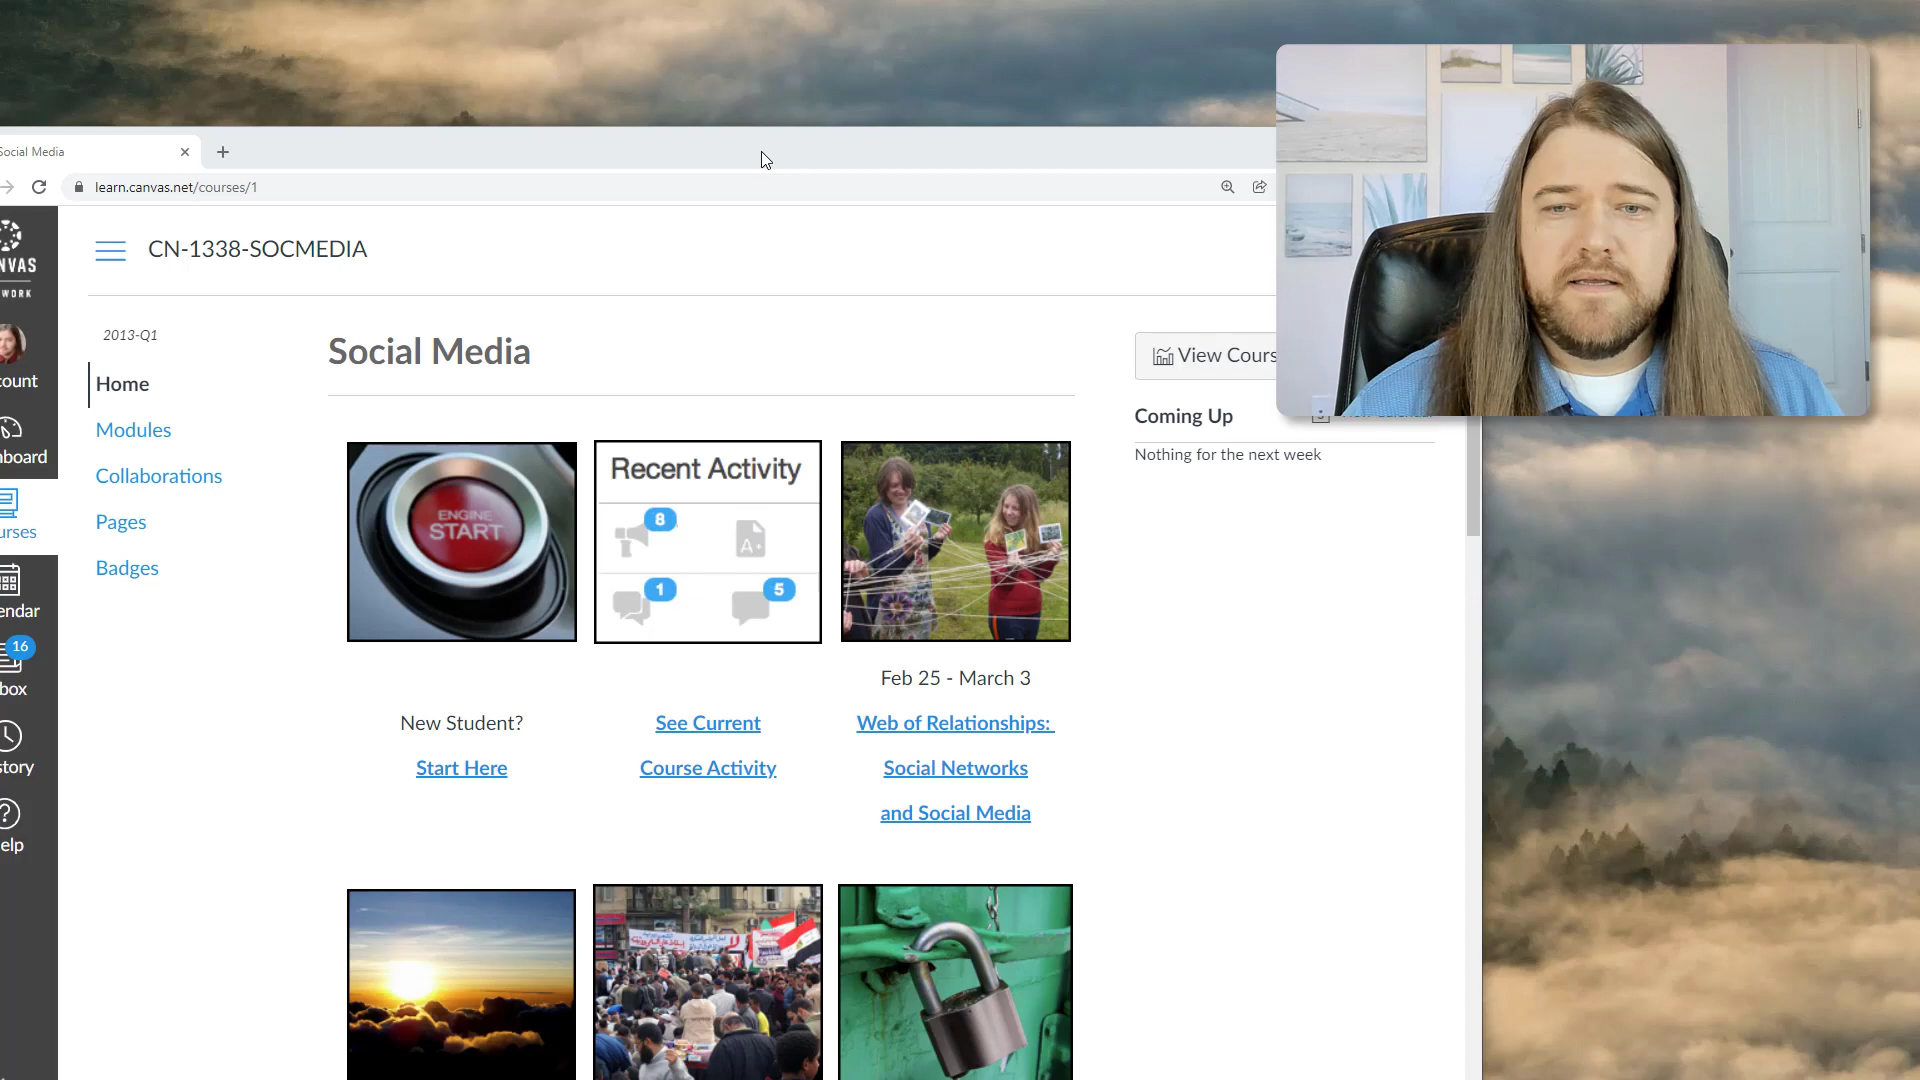 Social Media
learn.canvas.net/courses/1
NVAS
WORK
CN-1338-SOCMEDIA
2013-Q1
Home
Modules
Collaborations
Pages
Badges
count
hboard
urses
endar
16
box
story
elp
Social Media
View Cours
Coming Up
Nothing for the next week
ENGINE
START
Recent Activity
8
A+
1
5
Feb 25 - March 3
New Student?
Start Here
See Current
Course Activity
Web of Relationships:
Social Networks
and Social Media